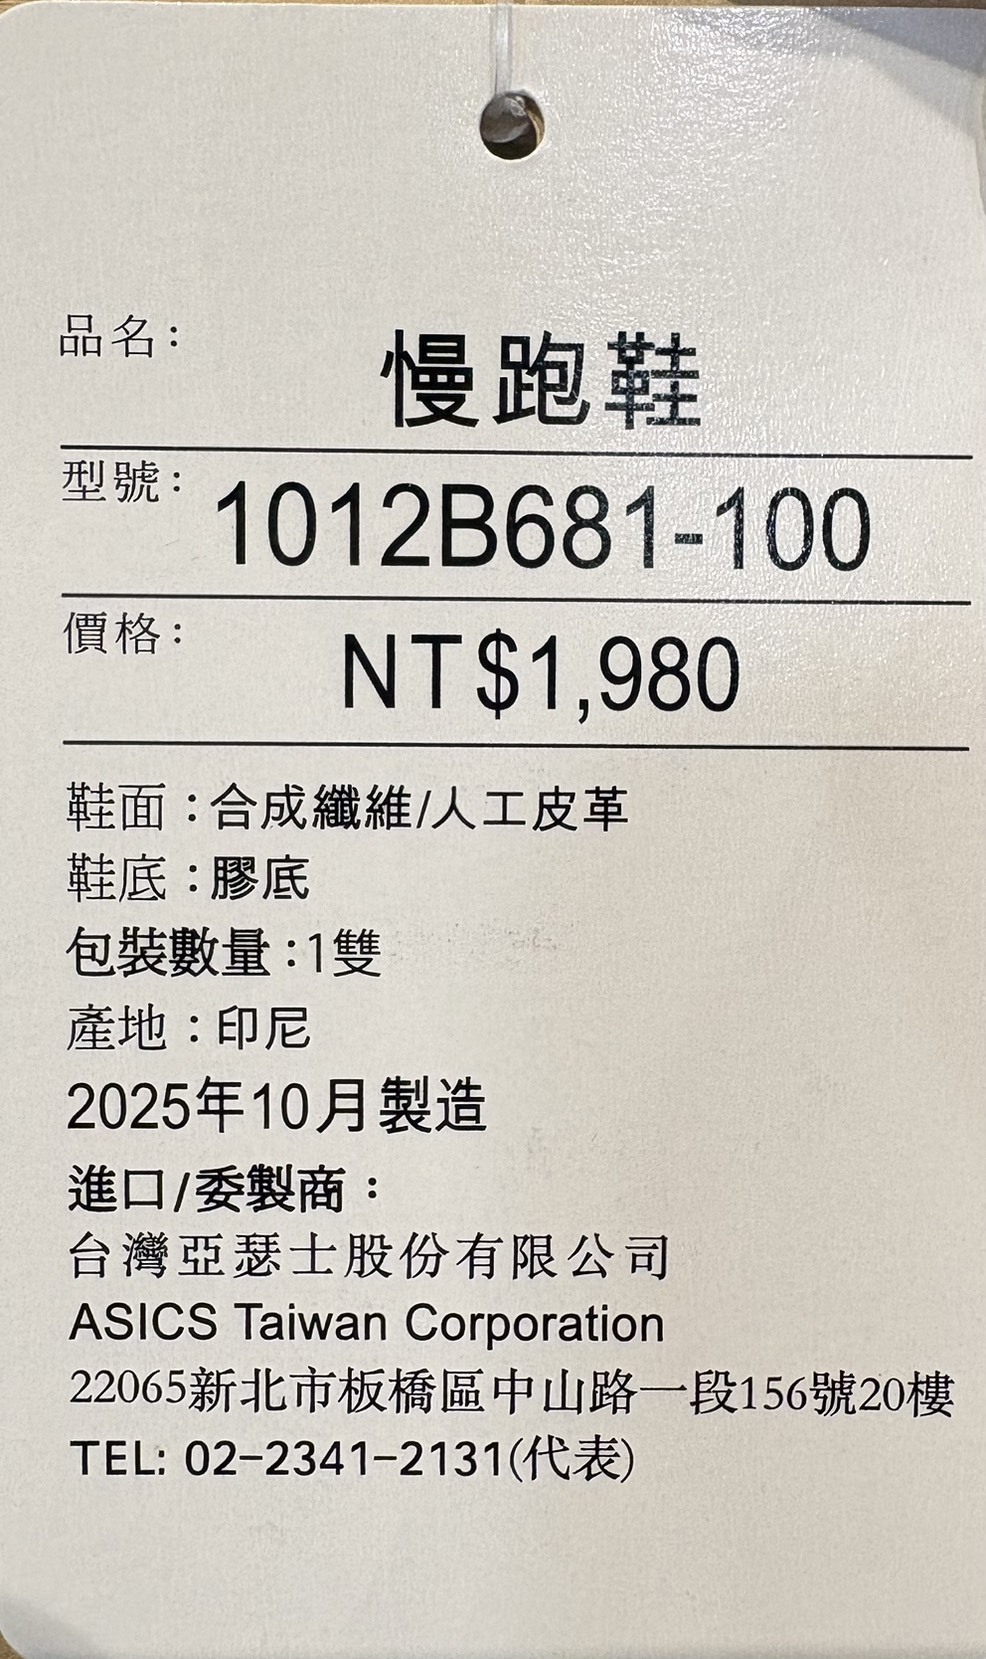 品名：
慢跑鞋
型號：
1012B681-100
價格：
NT$1,980
鞋面：合成纖維/人工皮革
鞋底：膠底
包裝數量：1雙
產地：印尼
2025年10月製造
進口/委製商：
台灣亞瑟士股份有限公司
ASICS Taiwan Corporation
22065新北市板橋區中山路一段156號20樓
TEL: 02-2341-2131(代表)